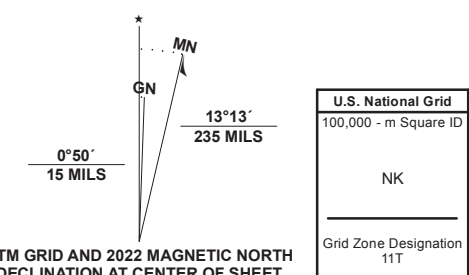 ★
MN
GN
13°13´
235 MILS
0°50´
15 MILS
TM GRID AND 2022 MAGNETIC NORTH
DECLINATION AT CENTER OF SHEET
U.S. National Grid
100,000 - m Square ID
NK
Grid Zone Designation
11T